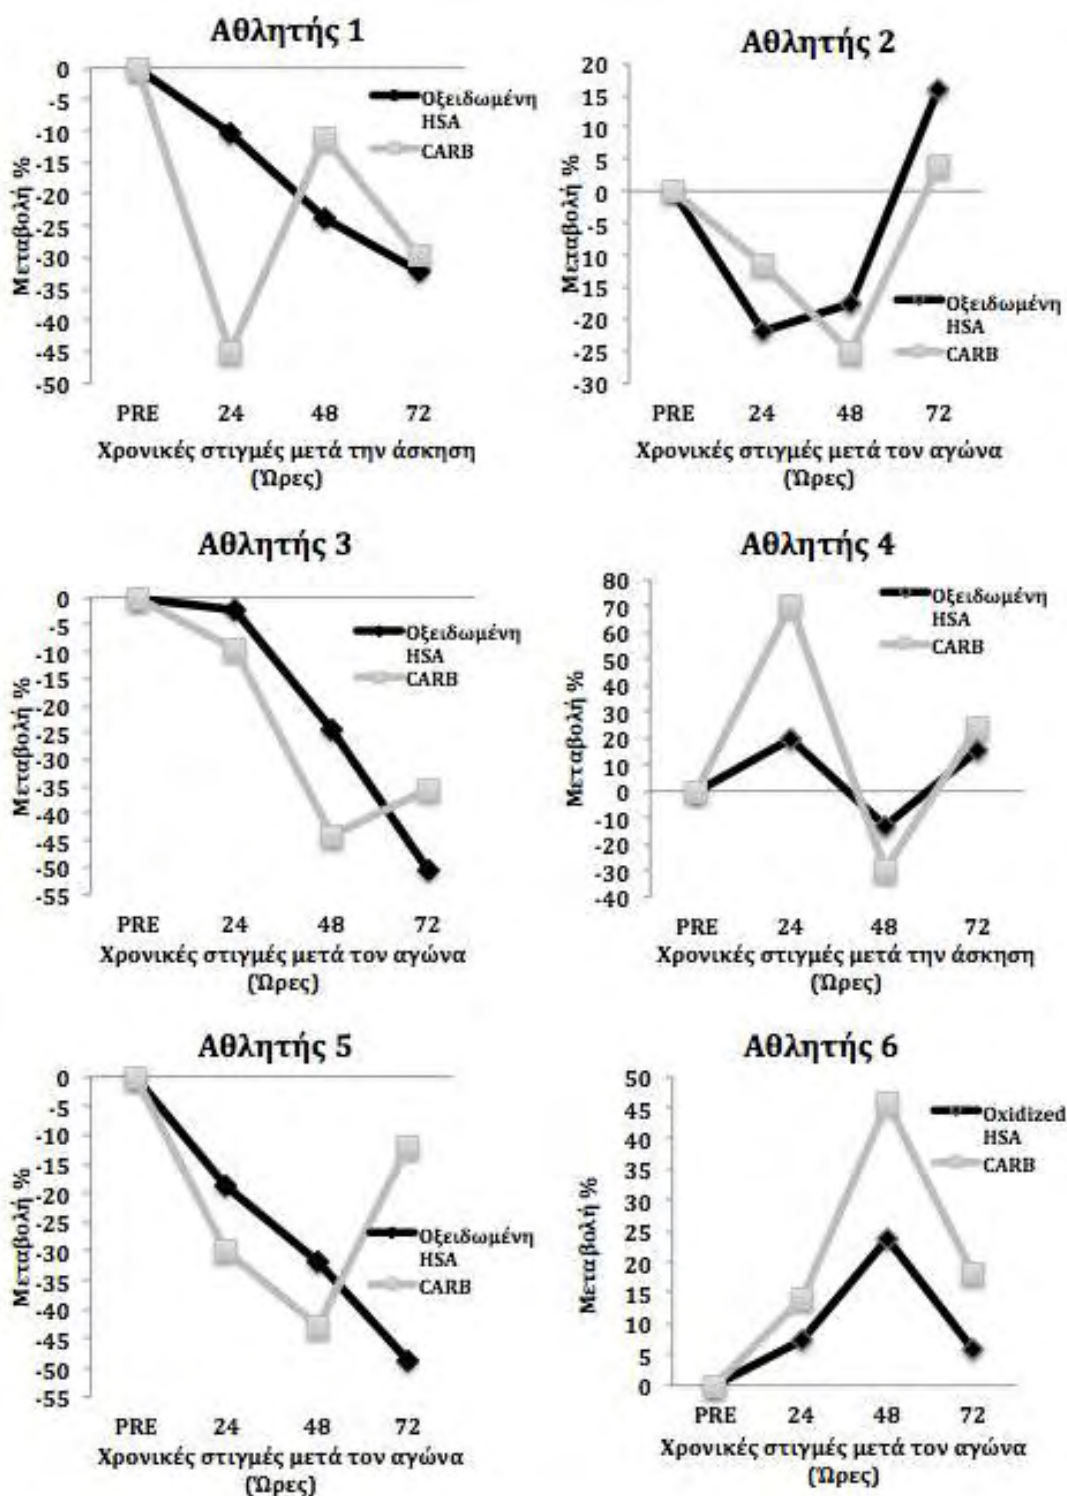 Αθλητής 1
0
-5
-10
-15
-20
-25
-30
-35
-40
-45
-50
Μεταβολή %
Οξειδωμένη
HSA
CARB
PRE 24 48 72
Χρονικές στιγμές μετά την άσκηση
(Ώρες)
Αθλητής 2
20
15
10
5
0
-5
-10
-15
-20
-25
-30
Μεταβολή %
Οξειδωμένη
HSA
CARB
PRE 24 48 72
Χρονικές στιγμές μετά τον αγώνα
(Ώρες)
Αθλητής 3
0
-5
-10
-15
-20
-25
-30
-35
-40
-45
-50
-55
Μεταβολή %
Οξειδωμένη
HSA
CARB
PRE 24 48 72
Χρονικές στιγμές μετά τον αγώνα
(Ώρες)
Αθλητής 4
80
70
60
50
40
30
20
10
0
-10
-20
-30
-40
Μεταβολή %
Οξειδωμένη
HSA
CARB
PRE 24 48 72
Χρονικές στιγμές μετά την άσκηση
(Ώρες)
Αθλητής 5
0
-5
-10
-15
-20
-25
-30
-35
-40
-45
-50
-55
Μεταβολή %
Οξειδωμένη
HSA
CARB
PRE 24 48 72
Χρονικές στιγμές μετά τον αγώνα
(Ώρες)
Αθλητής 6
50
45
40
35
30
25
20
15
10
5
0
Μεταβολή %
Oxidized
HSA
CARB
PRE 24 48 72
Χρονικές στιγμές μετά τον αγώνα
(Ώρες)